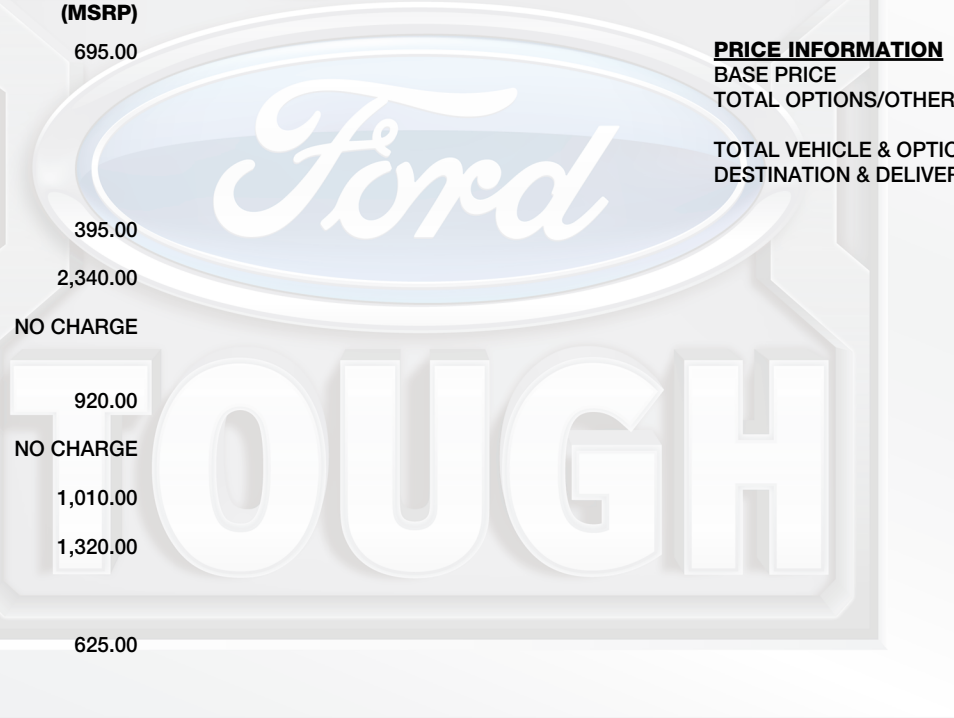 (MSRP)
695.00
395.00
2,340.00
NO CHARGE
920.00
NO CHARGE
1,010.00
1,320.00
625.00
PRICE INFORMATION
BASE PRICE
TOTAL OPTIONS/OTHER
TOTAL VEHICLE & OPTIO
DESTINATION & DELIVER
Ford
TOUGH